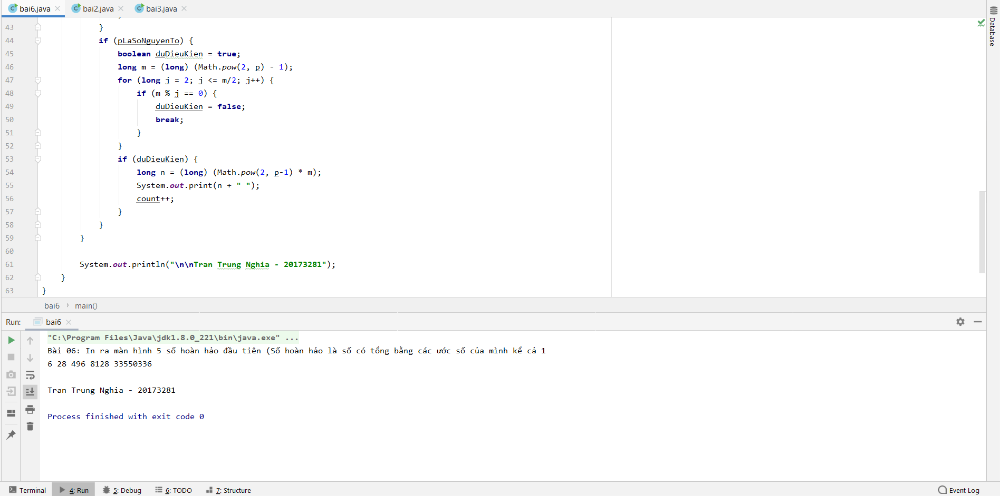 bai6.java bai2.java bai3.java
Database
43 }
44 if (pLaSoNguyenTo) {
45 boolean duDieuKien = true;
46 long m = (long) (Math.pow(2, p) - 1);
47 for (long j = 2; j <= m/2; j++) {
48 if (m % j == 0) {
49 duDieuKien = false;
50 break;
51 }
52 }
53 if (duDieuKien) {
54 long n = (long) (Math.pow(2, p-1) * m);
55 System.out.print(n + " ");
56 count++;
57 }
58 }
59 }
60
61 System.out.println("\n\nTran Trung Nghia - 20173281");
62 }
63 }
bai6 › main()
Run: bai6
"C:\Program Files\Java\jdk1.8.0_221\bin\java.exe" ...
Bài 06: In ra màn hình 5 số hoàn hảo đầu tiên (Số hoàn hảo là số có tổng bằng các ước số của mình kể cả 1
6 28 496 8128 33550336
Tran Trung Nghia - 20173281
Process finished with exit code 0
Terminal 4: Run 5: Debug 6: TODO 7: Structure Event Log